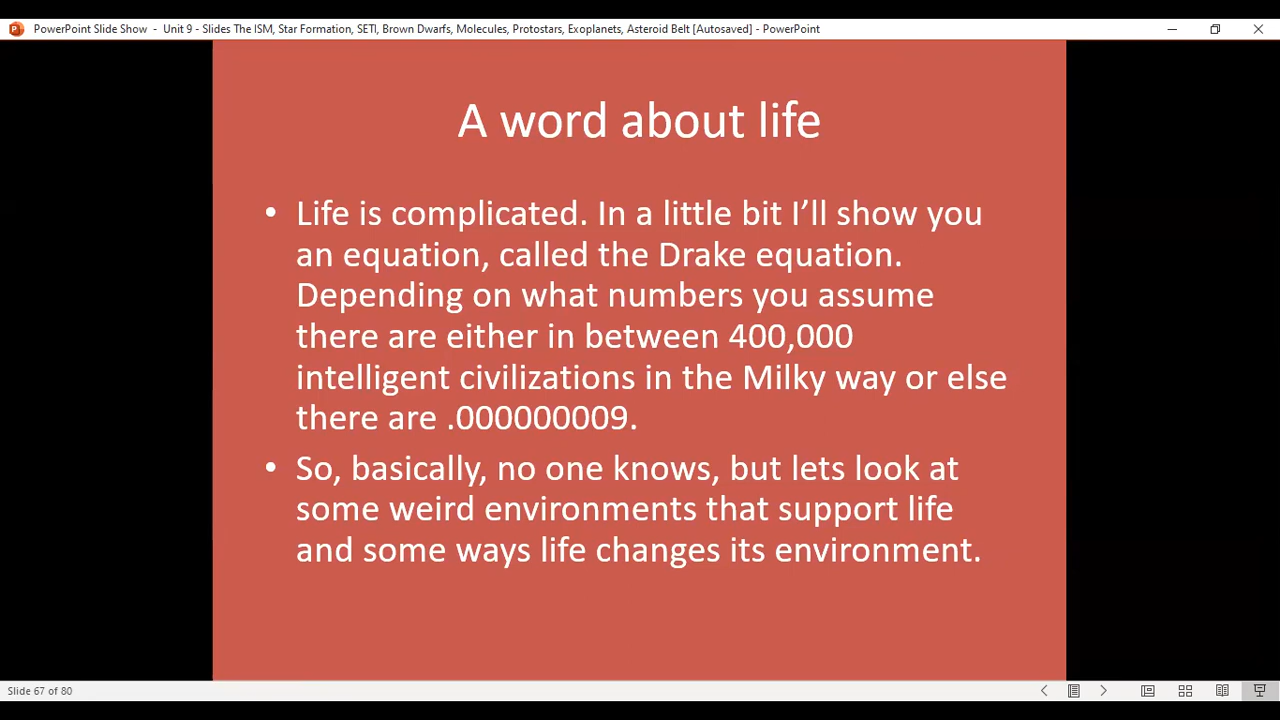 PowerPoint Slide Show - Unit 9 - Slides The ISM, Star Formation, SETI, Brown Dwarfs, Molecules, Protostars, Exoplanets, Asteroid Belt [Autosaved] - PowerPoint
A word about life
• Life is complicated. In a little bit I’ll show you
an equation, called the Drake equation.
Depending on what numbers you assume
there are either in between 400,000
intelligent civilizations in the Milky way or else
there are .000000009.
• So, basically, no one knows, but lets look at
some weird environments that support life
and some ways life changes its environment.
Slide 67 of 80